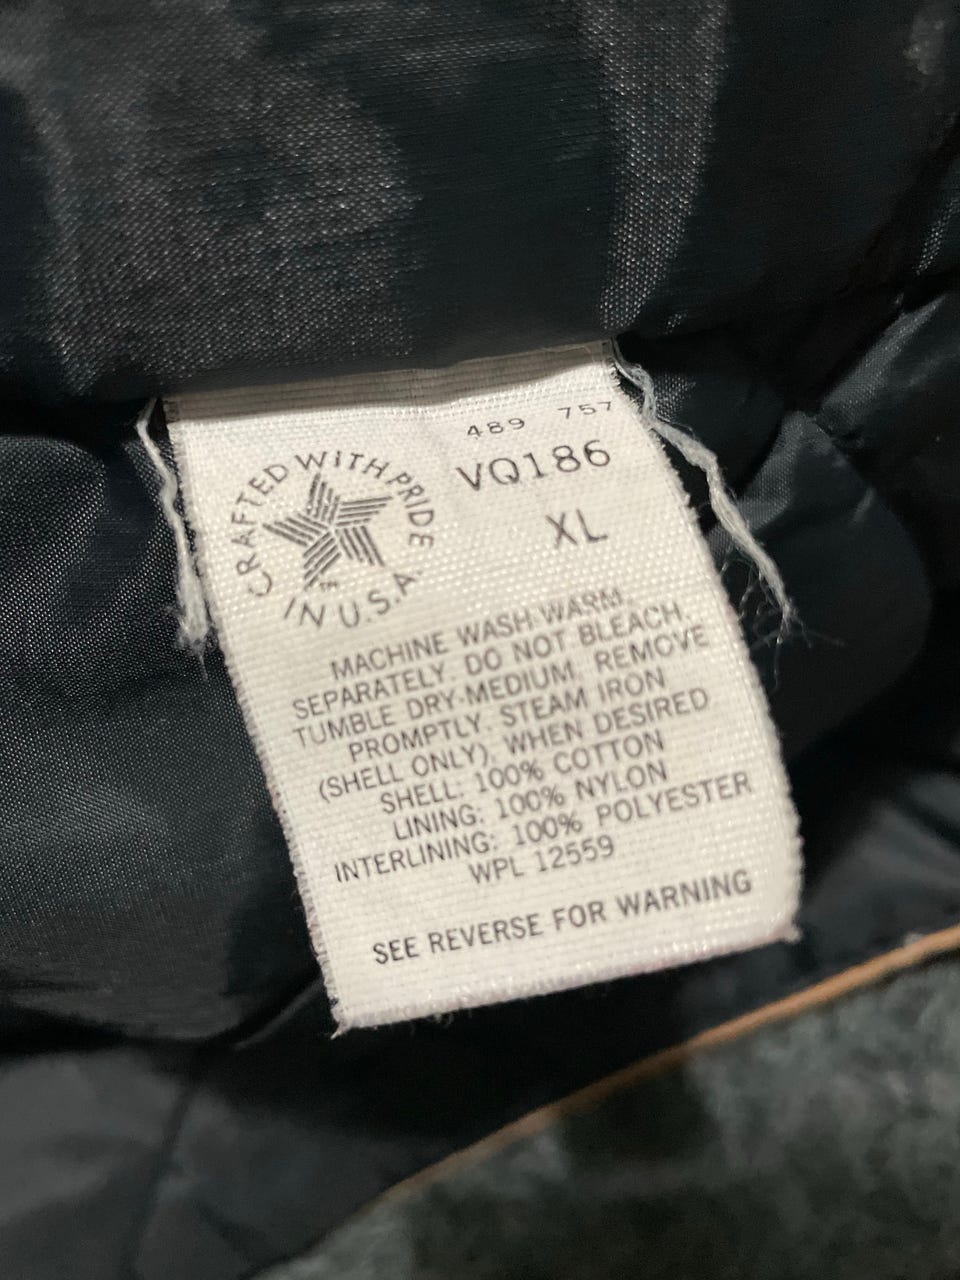 489 757
VQ186
XL
CRAFTED WITH PRIDE
IN U.S.A.
TM
MACHINE WASH-WARM,
SEPARATELY. DO NOT BLEACH.
TUMBLE DRY-MEDIUM, REMOVE
PROMPTLY. STEAM IRON
(SHELL ONLY), WHEN DESIRED
SHELL: 100% COTTON
LINING: 100% NYLON
INTERLINING: 100% POLYESTER
WPL 12559
SEE REVERSE FOR WARNING